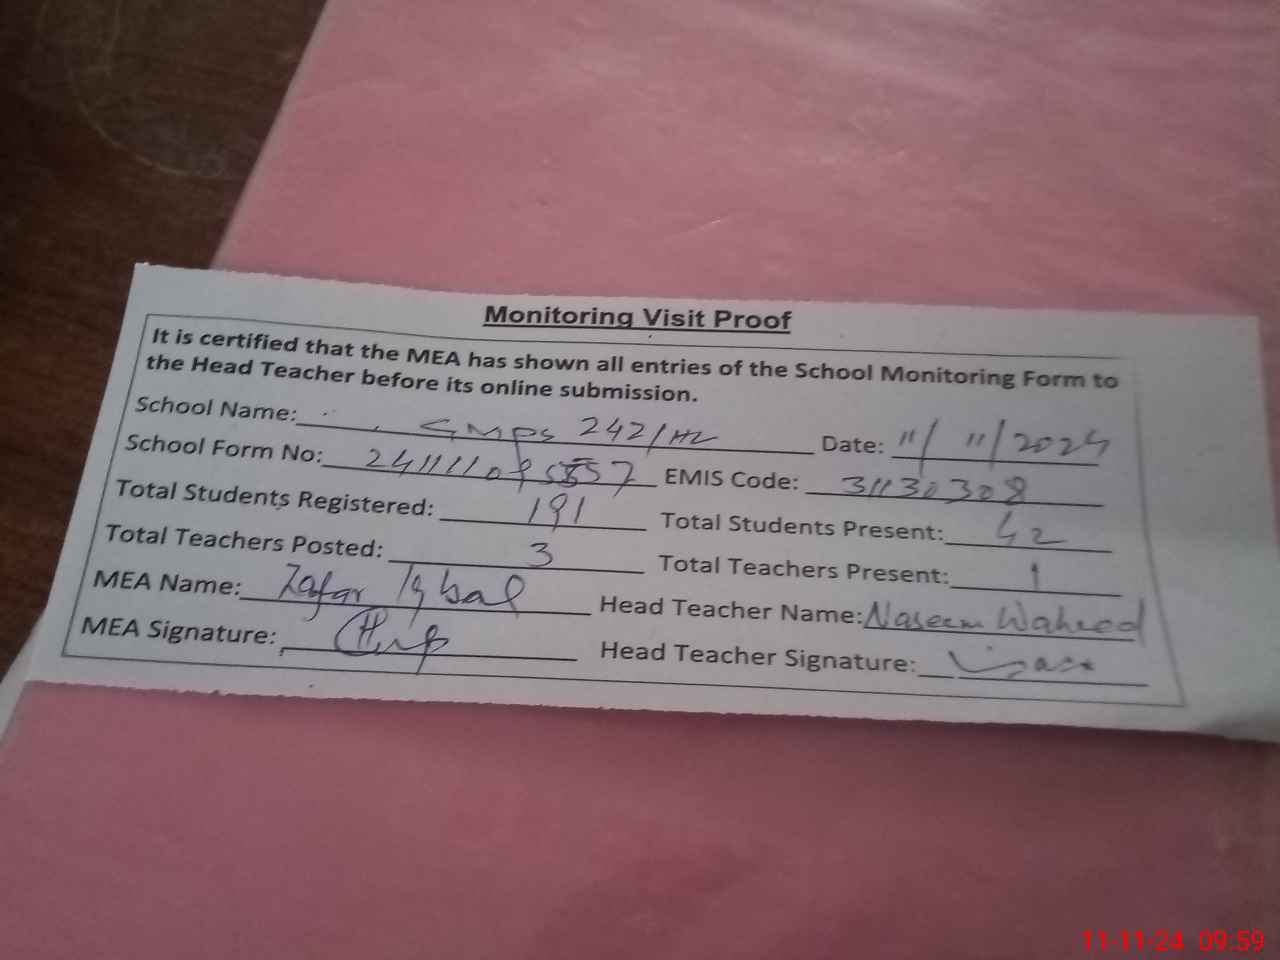 Monitoring Visit Proof
It is certified that the MEA has shown all entries of the School Monitoring Form to
the Head Teacher before its online submission.
School Name: GMPS 242/HL Date: 11/11/2024
School Form No: EMIS Code: 31130308
Total Students Registered: 191 Total Students Present: 42
Total Teachers Posted: 3 Total Teachers Present: 1
MEA Name: Zafar Iqbal Head Teacher Name: Naseem Waheed
MEA Signature: Head Teacher Signature:
11-11-24 09:59